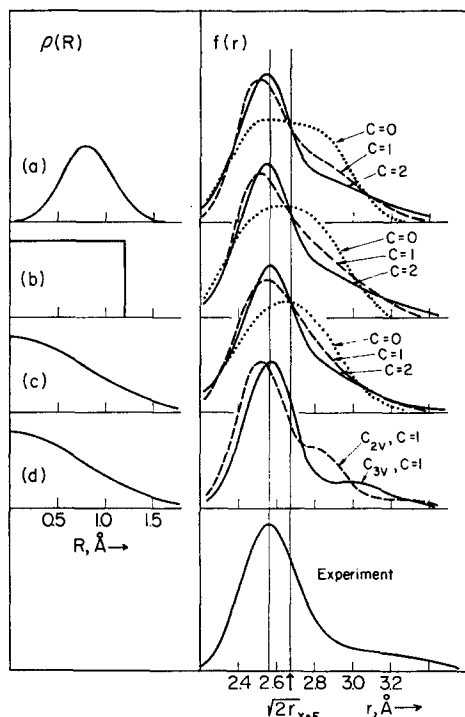 ρ(R)
f(r)
(a)
C=0
C=1
C=2
(b)
C=0
C=1
C=2
(c)
C=0
C=1
C=2
(d)
C2v, C=1
C3v, C=1
Experiment
0.5 1.0 1.5
R, Å→
2.4 2.6 2.8 3.0 3.2
√2rXeF r, Å→